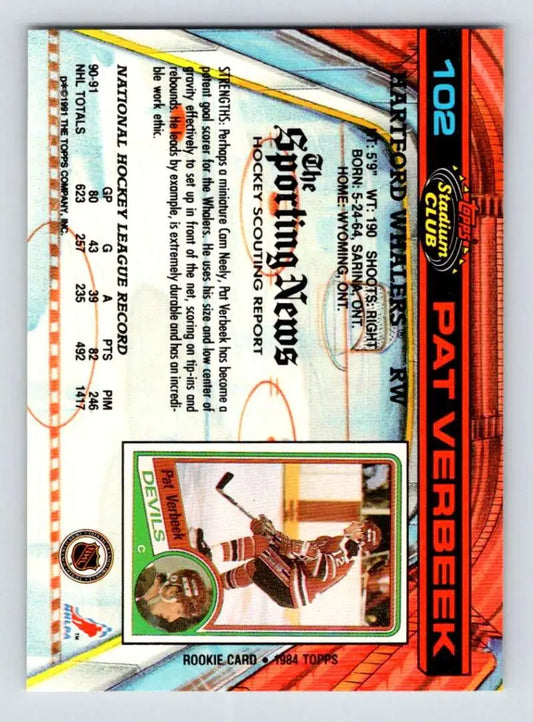 102
TOPPS
Stadium
CLUB
PAT VERBEEK
HARTFORD WHALERS™ RW
HT: 5'9" WT: 190 SHOOTS: RIGHT
BORN: 5-24-64, SARINA, ONT.
HOME: WYOMING, ONT.
The
Sporting News
HOCKEY SCOUTING REPORT
STRENGTHS: Perhaps a miniature Cam Neely, Pat Verbeek has become a
potent goal scorer for the Whalers. He uses his size and low center of
gravity effectively to set up in front of the net, scoring on tip-ins and
rebounds. He leads by example, is extremely durable and has an incredi-
ble work ethic.
NATIONAL HOCKEY LEAGUE RECORD
GP G A PTS PIM
90-91 80 43 39 82 246
NHL TOTALS 623 257 235 492 1417
D*©1991 THE TOPPS COMPANY, INC.
Pat Verbeek
DEVILS
C
12
ROOKIE CARD • 1984 TOPPS
NHL
NHLPA™